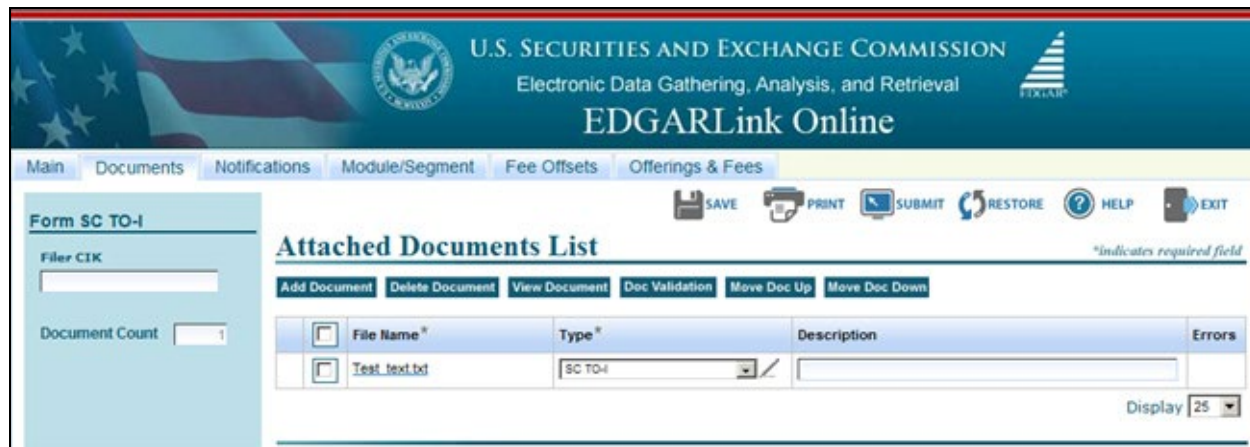 U.S. SECURITIES AND EXCHANGE COMMISSION
Electronic Data Gathering, Analysis, and Retrieval
EDGAR®
EDGARLink Online
Main Documents Notifications Module/Segment Fee Offsets Offerings & Fees
SAVE PRINT SUBMIT RESTORE ? HELP EXIT
Form SC TO-I
Attached Documents List
*indicates required field
Filer CIK
Add Document Delete Document View Document Doc Validation Move Doc Up Move Doc Down
Document Count 1
File Name* Type* Description Errors
Test_text.txt SC TO-I
Display 25